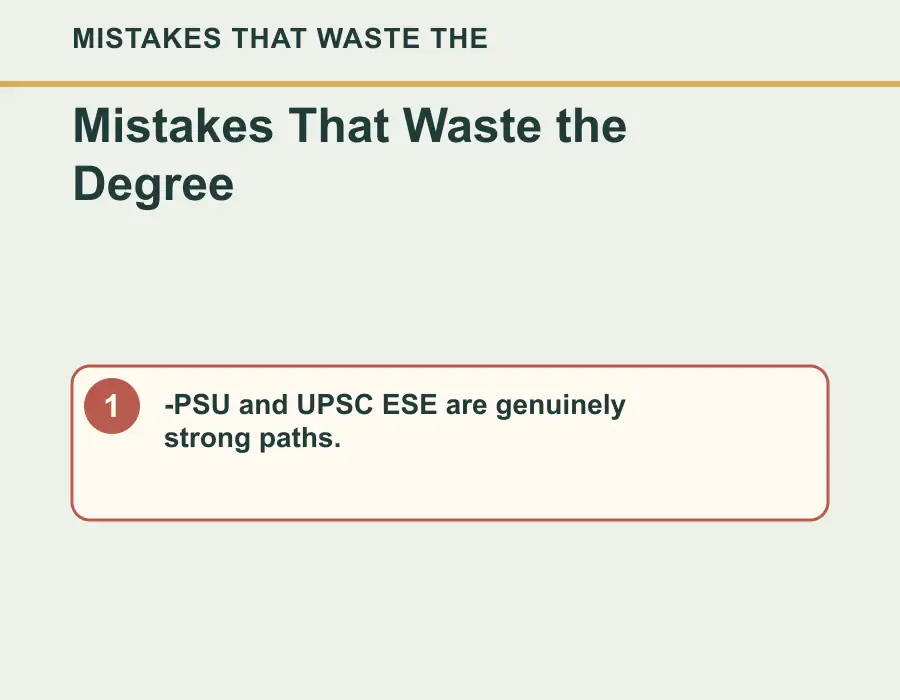 MISTAKES THAT WASTE THE
Mistakes That Waste the
Degree
1
-PSU and UPSC ESE are genuinely
strong paths.